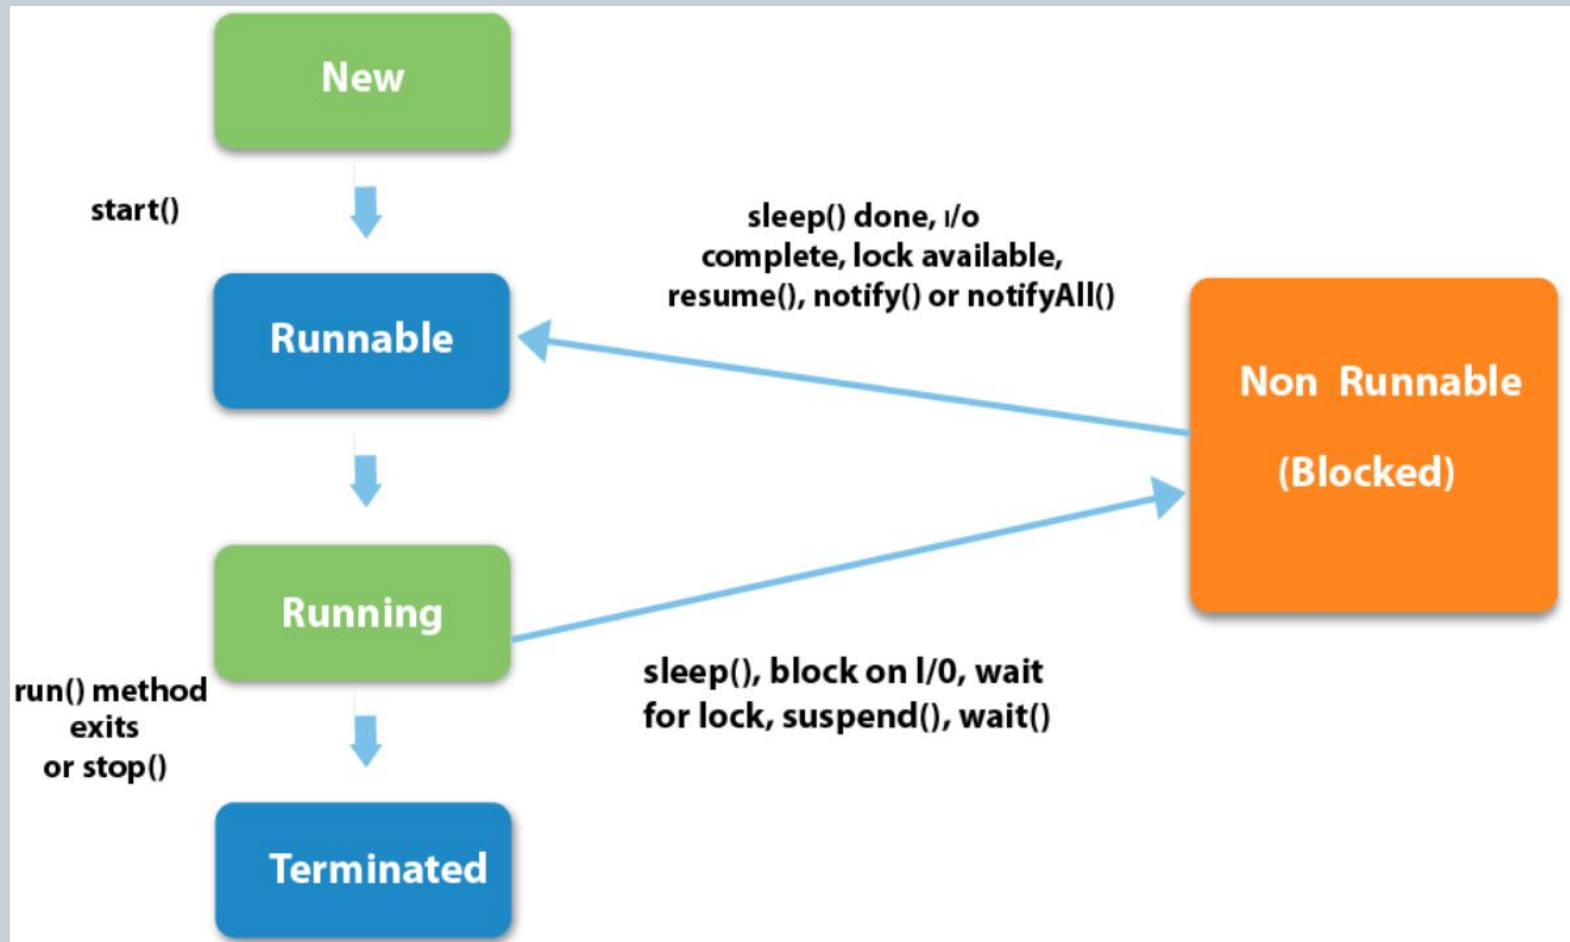 New
start()
sleep() done, I/o
complete, lock available,
resume(), notify() or notifyAll()
Runnable
Non Runnable
(Blocked)
Running
sleep(), block on I/0, wait
for lock, suspend(), wait()
run() method
exits
or stop()
Terminated